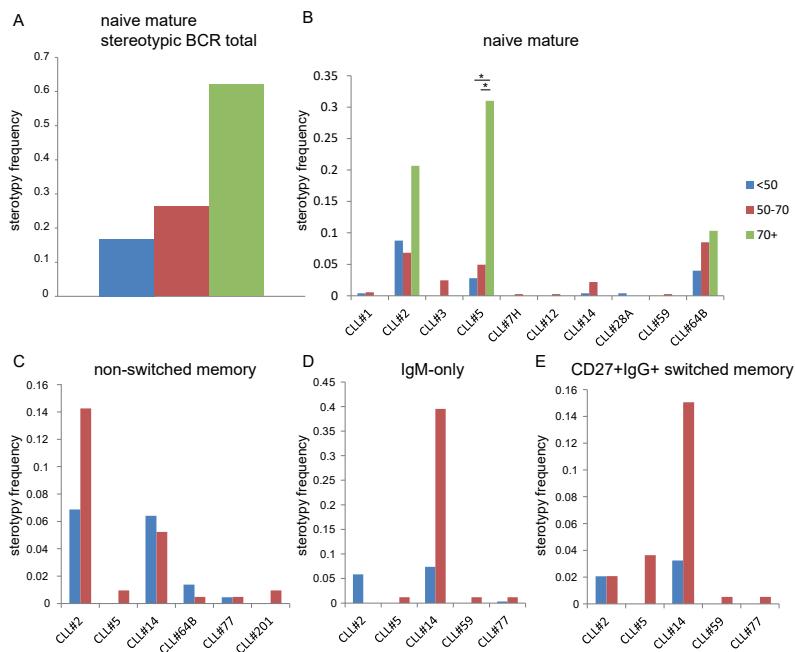 A
naive mature
stereotypic BCR total
sterotypy frequency
0.7
0.6
0.5
0.4
0.3
0.2
0.1
0
B
naive mature
sterotypy frequency
0.35
0.3
0.25
0.2
0.15
0.1
0.05
0
*
*
CLL#1
CLL#2
CLL#3
CLL#5
CLL#7H
CLL#12
CLL#14
CLL#28A
CLL#59
CLL#64B
<50
50-70
70+
C
non-switched memory
sterotypy frequency
0.16
0.14
0.12
0.1
0.08
0.06
0.04
0.02
0
CLL#2
CLL#5
CLL#14
CLL#64B
CLL#77
CLL#201
D
IgM-only
sterotypy frequency
0.45
0.4
0.35
0.3
0.25
0.2
0.15
0.1
0.05
0
CLL#2
CLL#5
CLL#14
CLL#59
CLL#77
E
CD27+IgG+ switched memory
sterotypy frequency
0.16
0.14
0.12
0.1
0.08
0.06
0.04
0.02
0
CLL#2
CLL#5
CLL#14
CLL#59
CLL#77